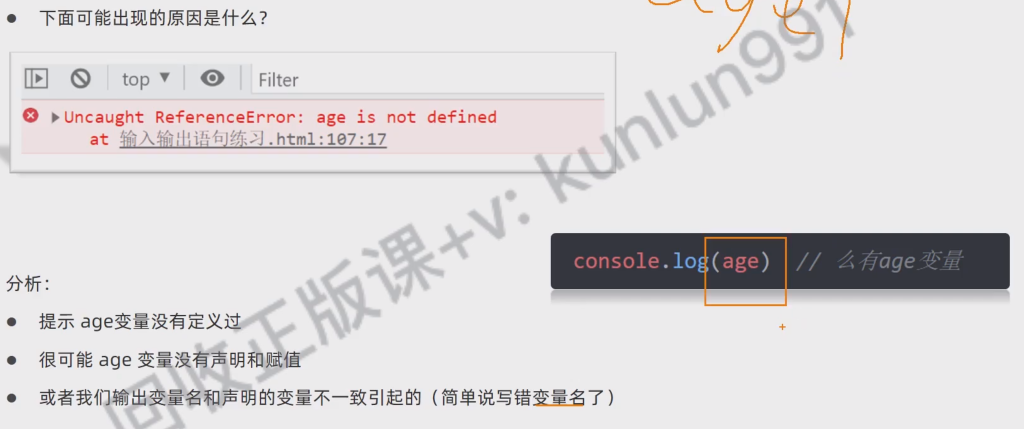 ● 下面可能出现的原因是什么？
top ▼ Filter
▶Uncaught ReferenceError: age is not defined
at 输入输出语句练习.html:107:17
console.log(age) // 么有age变量
分析：
● 提示 age变量没有定义过
● 很可能 age 变量没有声明和赋值
● 或者我们输出变量名和声明的变量不一致引起的（简单说写错变量名了）
回收正版课+v: kunlun991